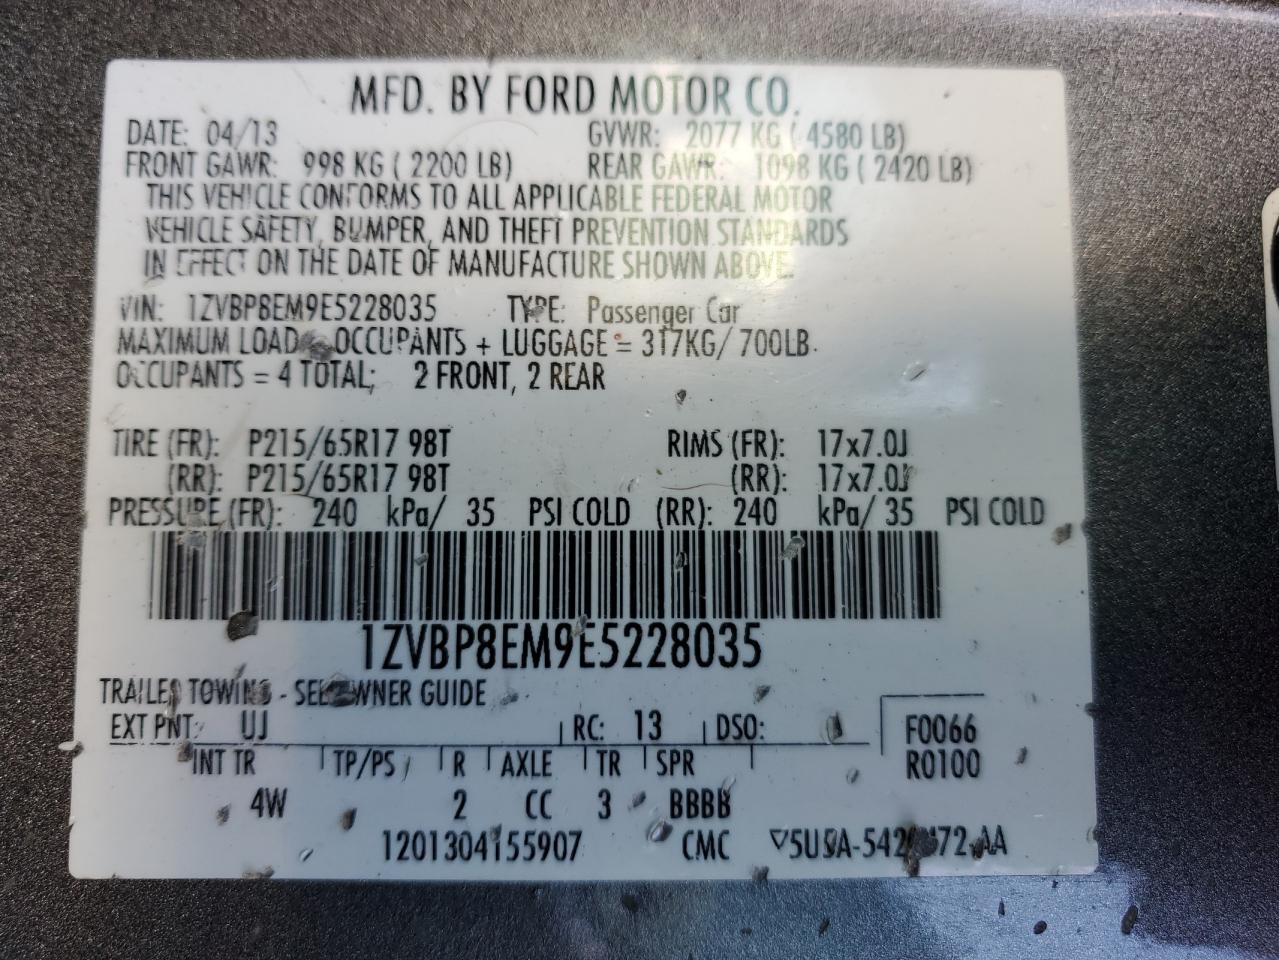 MFD. BY FORD MOTOR CO.
DATE: 04/13 GVWR: 2077 KG ( 4580 LB)
FRONT GAWR: 998 KG ( 2200 LB) REAR GAWR: 1098 KG ( 2420 LB)
THIS VEHICLE CONFORMS TO ALL APPLICABLE FEDERAL MOTOR
VEHICLE SAFETY, BUMPER, AND THEFT PREVENTION STANDARDS
IN EFFECT ON THE DATE OF MANUFACTURE SHOWN ABOVE.
VIN: 1ZVBP8EM9E5228035 TYPE: Passenger Car
MAXIMUM LOAD OCCUPANTS + LUGGAGE = 317KG/ 700LB
OCCUPANTS = 4 TOTAL; 2 FRONT, 2 REAR
TIRE (FR): P215/65R17 98T RIMS (FR): 17x7.0J
(RR): P215/65R17 98T (RR): 17x7.0J
PRESSURE (FR): 240 kPa/ 35 PSI COLD (RR): 240 kPa/ 35 PSI COLD
1ZVBP8EM9E5228035
TRAILER TOWING - SEE OWNER GUIDE
EXT PNT: UJ RC: 13 DSO: F0066
INT TR TP/PS R AXLE TR SPR R0100
4W 2 CC 3 BBBB
1201304155907 CMC